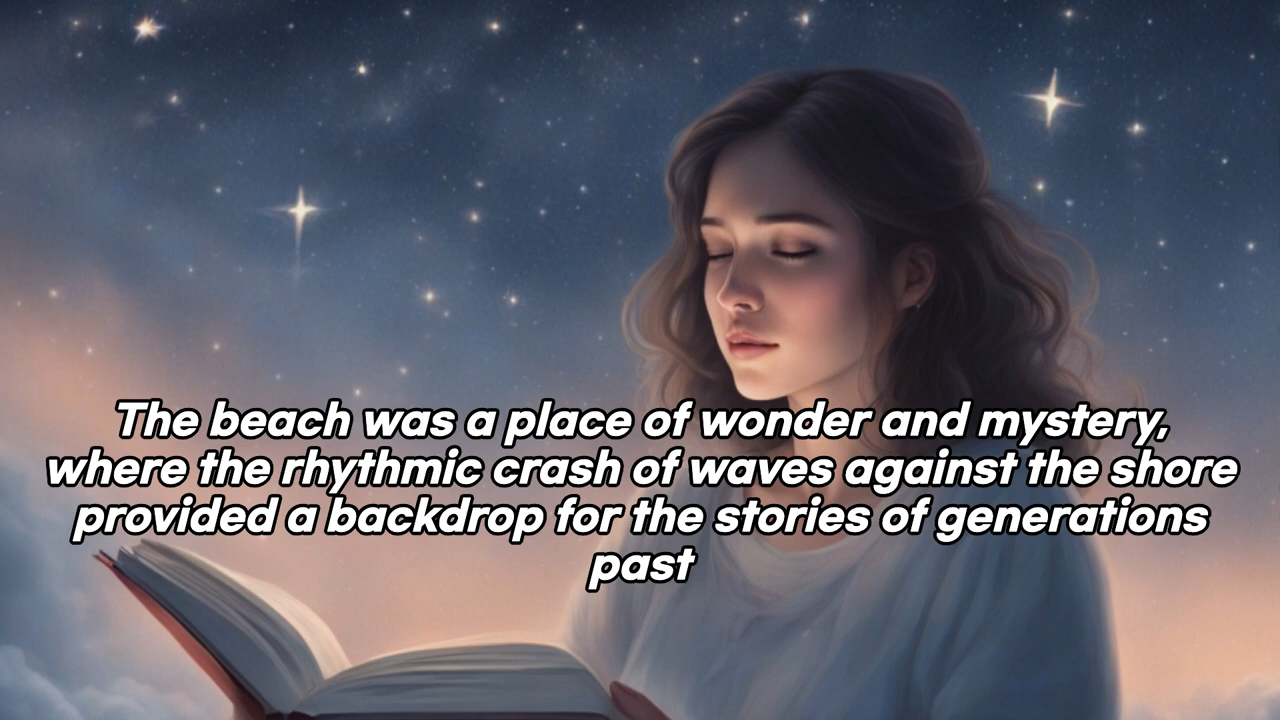 The beach was a place of wonder and mystery,
where the rhythmic crash of waves against the shore
provided a backdrop for the stories of generations
past